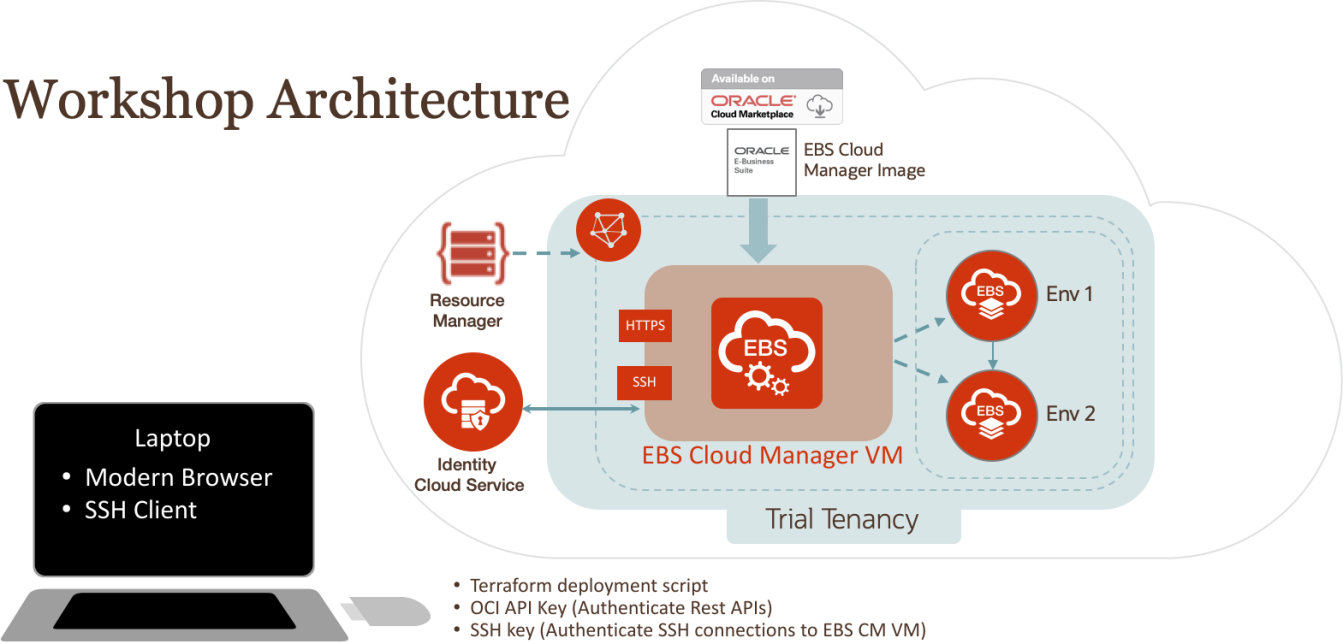 Workshop Architecture
Available on
ORACLE
Cloud Marketplace
ORACLE
E-Business
Suite
EBS Cloud
Manager Image
Resource
Manager
HTTPS
SSH
EBS
EBS Cloud Manager VM
EBS
Env 1
EBS
Env 2
Identity
Cloud Service
Trial Tenancy
Laptop
• Modern Browser
• SSH Client
• Terraform deployment script
• OCI API Key (Authenticate Rest APIs)
• SSH key (Authenticate SSH connections to EBS CM VM)